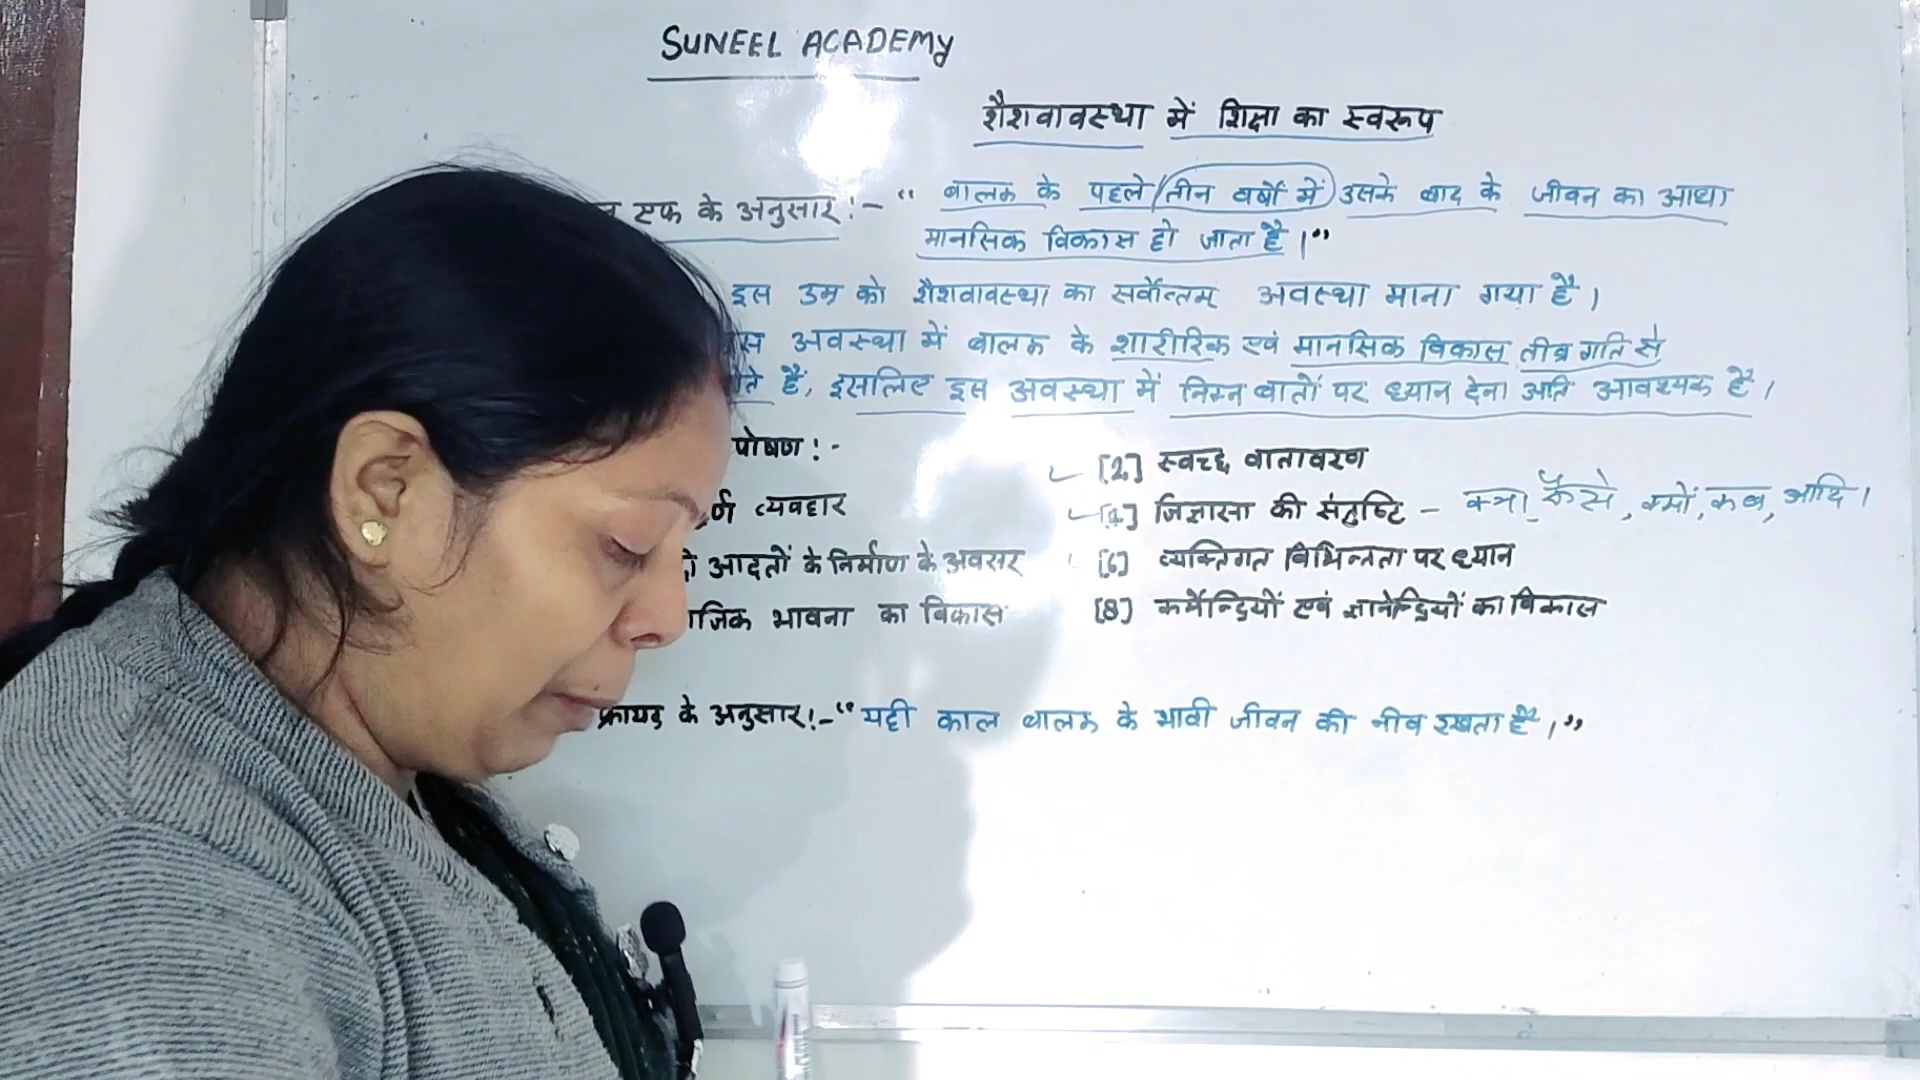 SUNEEL ACADEMY
शैशवावस्था में शिक्षा का स्वरूप
एफ के अनुसार :- " बालक के पहले तीन वर्षों में उसके बाद के जीवन का आधा
मानसिक विकास हो जाता है।"
इस उम्र को शैशवावस्था का सर्वोत्तम अवस्था माना गया है।
अवस्था में बालक के शारीरिक एवं मानसिक विकास तीव्र गति से
हैं, इसलिए इस अवस्था में निम्न बातों पर ध्यान देना अति आवश्यक है।
पोषण :-
[2] स्वच्छ वातावरण
व्यवहार
[4] जिज्ञासा की संतुष्टि - क्या, कैसे, क्यों, कब, आदि।
आदतों के निर्माण के अवसर
[6] व्यक्तिगत विभिन्नता पर ध्यान
भावना का विकास
[8] कर्मेन्द्रियों एवं ज्ञानेन्द्रियों का विकास
फ्रायड के अनुसार :- "यही काल बालक के भावी जीवन की नीव रखता है।"